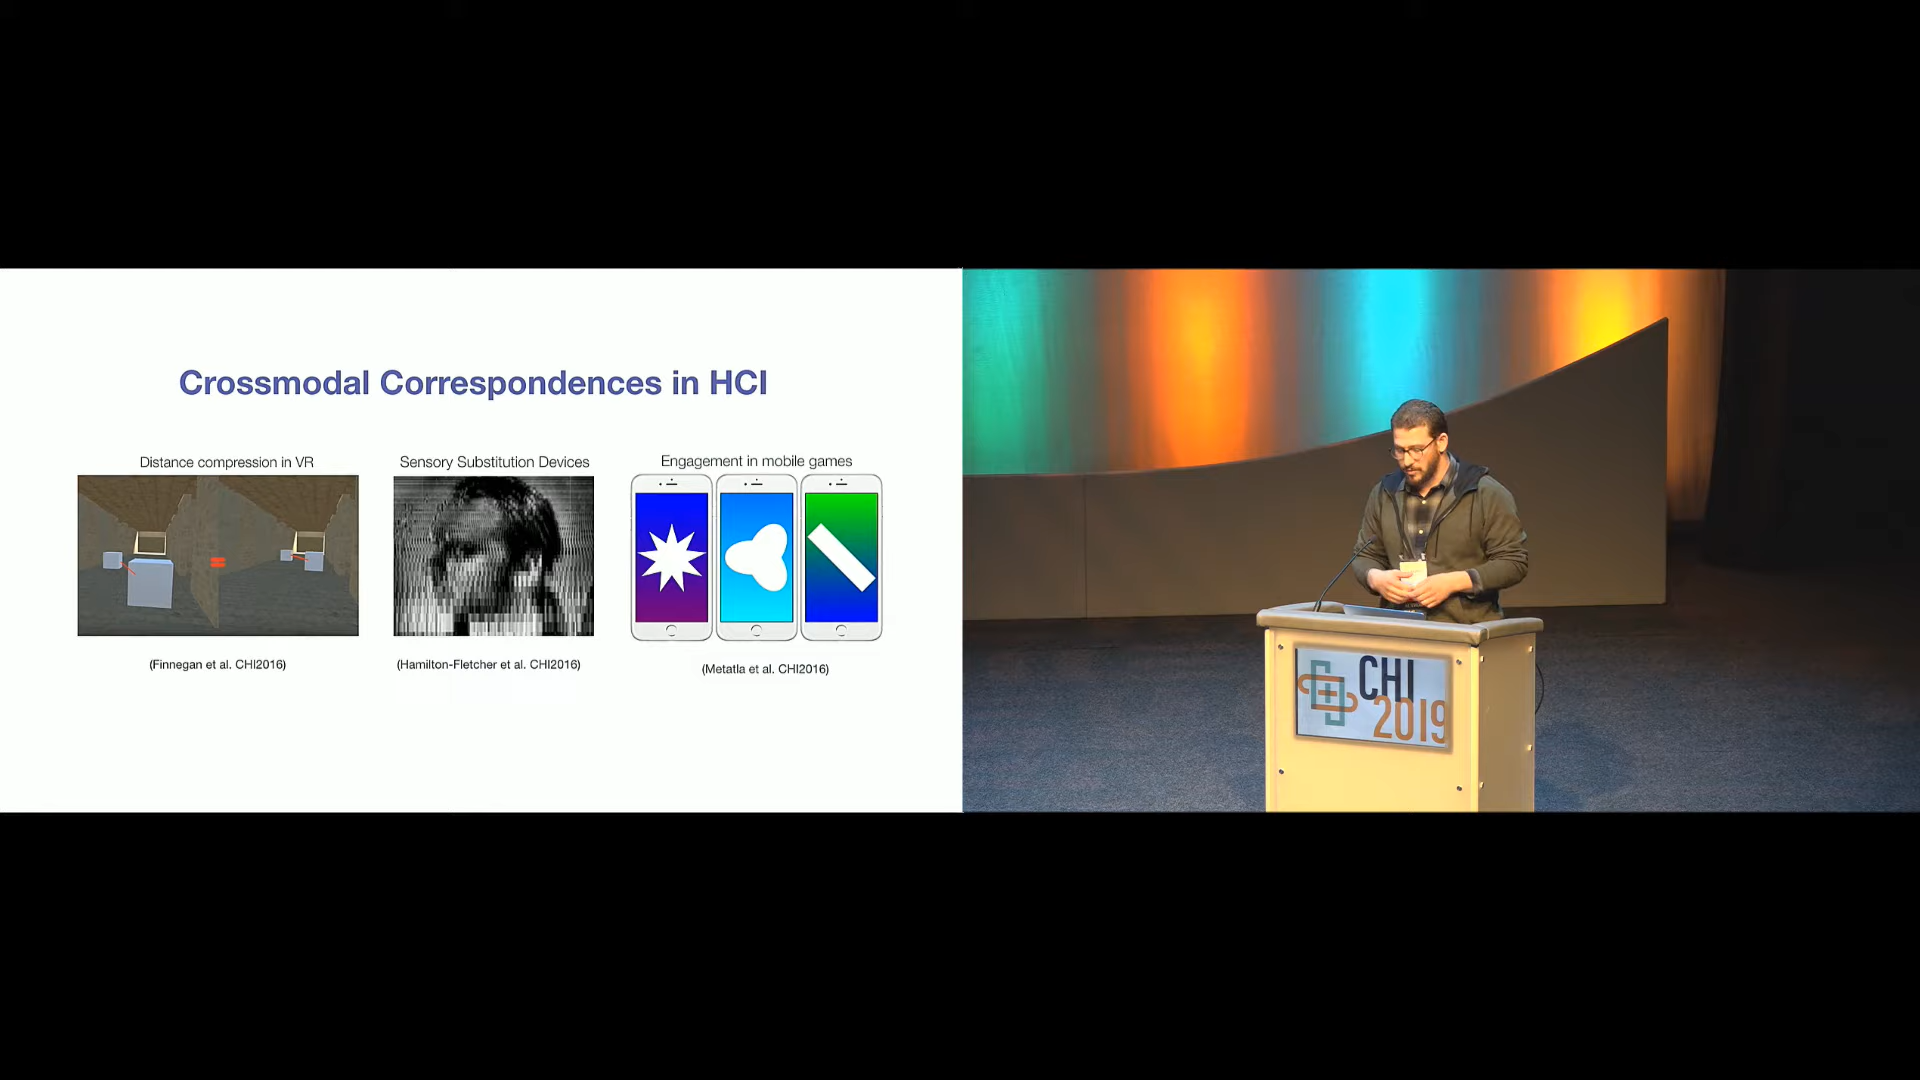 Crossmodal Correspondences in HCI
Distance compression in VR
Sensory Substitution Devices
Engagement in mobile games
(Finnegan et al. CHI2016)
(Hamilton-Fletcher et al. CHI2016)
(Metatla et al. CHI2016)
CHI
2019